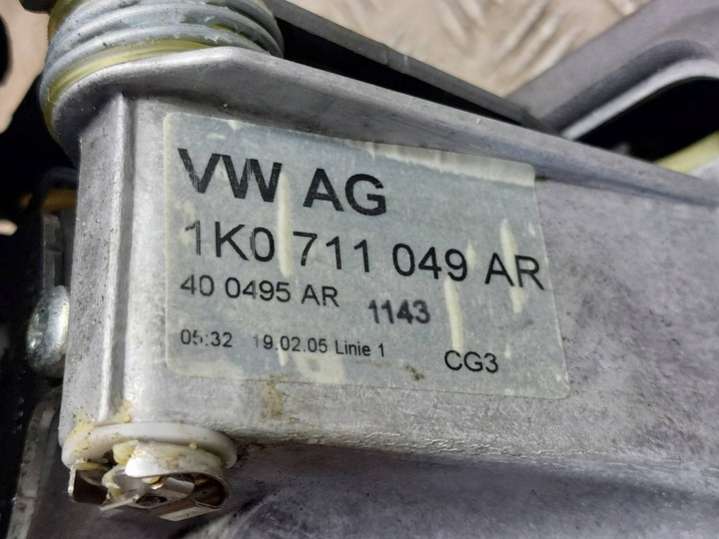 VW AG
1K0 711 049 AR
40 0495 AR 1143
05:32 19.02.05 Linie 1 CG3